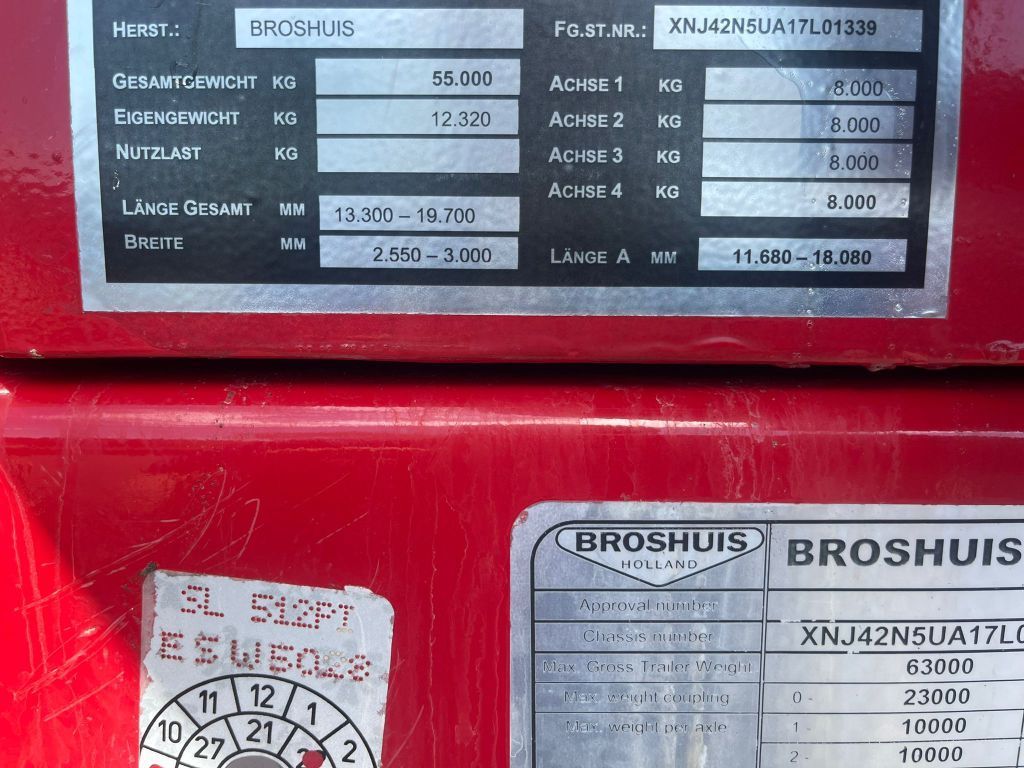 HERST.: BROSHUIS FG.ST.NR.: XNJ42N5UA17L01339
GESAMTGEWICHT KG 55.000 ACHSE 1 KG 8.000
EIGENGEWICHT KG 12.320 ACHSE 2 KG 8.000
NUTZLAST KG ACHSE 3 KG 8.000
ACHSE 4 KG 8.000
LÄNGE GESAMT MM 13.300 – 19.700
BREITE MM 2.550 – 3.000 LÄNGE A MM 11.680 – 18.080
BROSHUIS
HOLLAND
BROSHUIS
Approval number
Chassis number XNJ42N5UA17L0
Max. Gross Trailer Weight 63000
Max. weight coupling 0 - 23000
Max. weight per axle 1 10000
2 - 10000
SL 512PT
10 11 12 1 2
27 21